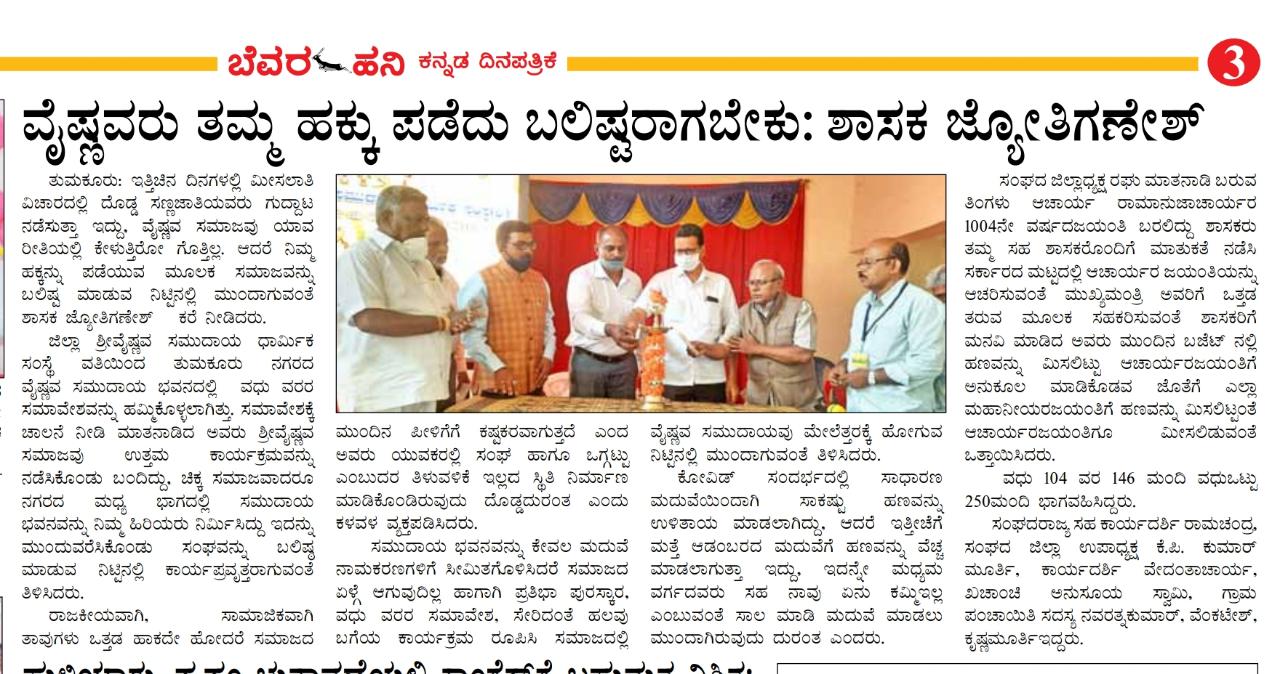 ಬೆವರ ಹನಿ ಕನ್ನಡ ದಿನಪತ್ರಿಕೆ
3
ವೈಷ್ಣವರು ತಮ್ಮ ಹಕ್ಕು ಪಡೆದು ಬಲಿಷ್ಟರಾಗಬೇಕು: ಶಾಸಕ ಜ್ಯೋತಿಗಣೇಶ್
ತುಮಕೂರು: ಇತ್ತಿಚಿನ ದಿನಗಳಲ್ಲಿ ಮೀಸಲಾತಿ
ವಿಚಾರದಲ್ಲಿ ದೊಡ್ಡ ಸಣ್ಣಜಾತಿಯವರು ಗುದ್ದಾಟ
ನಡೆಸುತ್ತಾ ಇದ್ದು, ವೈಷ್ಣವ ಸಮಾಜವು ಯಾವ
ರೀತಿಯಲ್ಲಿ ಕೇಳುತ್ತಿರೋ ಗೊತ್ತಿಲ್ಲ. ಆದರೆ ನಿಮ್ಮ
ಹಕ್ಕನ್ನು ಪಡೆಯುವ ಮೂಲಕ ಸಮಾಜವನ್ನು
ಬಲಿಷ್ಟ ಮಾಡುವ ನಿಟ್ಟಿನಲ್ಲಿ ಮುಂದಾಗುವಂತೆ
ಶಾಸಕ ಜ್ಯೋತಿಗಣೇಶ್ ಕರೆ ನೀಡಿದರು.
ಜಿಲ್ಲಾ ಶ್ರೀವೈಷ್ಣವ ಸಮುದಾಯ ಧಾರ್ಮಿಕ
ಸಂಸ್ಥೆ ವತಿಯಿಂದ ತುಮಕೂರು ನಗರದ
ವೈಷ್ಣವ ಸಮುದಾಯ ಭವನದಲ್ಲಿ ವಧು ವರರ
ಸಮಾವೇಶವನ್ನು ಹಮ್ಮಿಕೊಳ್ಳಲಾಗಿತ್ತು. ಸಮಾವೇಶಕ್ಕೆ
ಚಾಲನೆ ನೀಡಿ ಮಾತನಾಡಿದ ಅವರು ಶ್ರೀವೈಷ್ಣವ
ಸಮಾಜವು ಉತ್ತಮ ಕಾರ್ಯಕ್ರಮವನ್ನು
ನಡೆಸಿಕೊಂಡು ಬಂದಿದ್ದು, ಚಿಕ್ಕ ಸಮಾಜವಾದರೂ
ನಗರದ ಮಧ್ಯ ಭಾಗದಲ್ಲಿ ಸಮುದಾಯ
ಭವನವನ್ನು ನಿಮ್ಮ ಹಿರಿಯರು ನಿರ್ಮಿಸಿದ್ದು ಇದನ್ನು
ಮುಂದುವರೆಸಿಕೊಂಡು ಸಂಘವನ್ನು ಬಲಿಷ್ಠ
ಮಾಡುವ ನಿಟ್ಟಿನಲ್ಲಿ ಕಾರ್ಯಪ್ರವೃತ್ತರಾಗುವಂತೆ
ತಿಳಿಸಿದರು.
ರಾಜಕೀಯವಾಗಿ, ಸಾಮಾಜಿಕವಾಗಿ
ತಾವುಗಳು ಒತ್ತಡ ಹಾಕದೇ ಹೋದರೆ ಸಮಾಜದ
ಮುಂದಿನ ಪೀಳಿಗೆಗೆ ಕಷ್ಟಕರವಾಗುತ್ತದೆ ಎಂದ
ಅವರು ಯುವಕರಲ್ಲಿ ಸಂಘ ಹಾಗೂ ಒಗ್ಗಟ್ಟು
ಎಂಬುದರ ತಿಳುವಳಿಕೆ ಇಲ್ಲದ ಸ್ಥಿತಿ ನಿರ್ಮಾಣ
ಮಾಡಿಕೊಂಡಿರುವುದು ದೊಡ್ಡದುರಂತ ಎಂದು
ಕಳವಳ ವ್ಯಕ್ತಪಡಿಸಿದರು.
ಸಮುದಾಯ ಭವನವನ್ನು ಕೇವಲ ಮದುವೆ
ನಾಮಕರಣಗಳಿಗೆ ಸೀಮಿತಗೊಳಿಸಿದರೆ ಸಮಾಜದ
ಏಳ್ಗೆ ಆಗುವುದಿಲ್ಲ ಹಾಗಾಗಿ ಪ್ರತಿಭಾ ಪುರಸ್ಕಾರ,
ವಧು ವರರ ಸಮಾವೇಶ, ಸೇರಿದಂತೆ ಹಲವು
ಬಗೆಯ ಕಾರ್ಯಕ್ರಮ ರೂಪಿಸಿ ಸಮಾಜದಲ್ಲಿ
ವೈಷ್ಣವ ಸಮುದಾಯವು ಮೇಲೆತ್ತರಕ್ಕೆ ಹೋಗುವ
ನಿಟ್ಟಿನಲ್ಲಿ ಮುಂದಾಗುವಂತೆ ತಿಳಿಸಿದರು.
ಕೋವಿಡ್ ಸಂದರ್ಭದಲ್ಲಿ ಸಾಧಾರಣ
ಮದುವೆಯಿಂದಾಗಿ ಸಾಕಷ್ಟು ಹಣವನ್ನು
ಉಳಿತಾಯ ಮಾಡಲಾಗಿದ್ದು, ಆದರೆ ಇತ್ತೀಚೆಗೆ
ಮತ್ತೆ ಆಡಂಬರದ ಮದುವೆಗೆ ಹಣವನ್ನು ವೆಚ್ಚ
ಮಾಡಲಾಗುತ್ತಾ ಇದ್ದು, ಇದನ್ನೇ ಮಧ್ಯಮ
ವರ್ಗದವರು ಸಹ ನಾವು ಏನು ಕಮ್ಮಿಇಲ್ಲ
ಎಂಬುವಂತೆ ಸಾಲ ಮಾಡಿ ಮದುವೆ ಮಾಡಲು
ಮುಂದಾಗಿರುವುದು ದುರಂತ ಎಂದರು.
ಸಂಘದ ಜಿಲ್ಲಾಧ್ಯಕ್ಷ ರಘು ಮಾತನಾಡಿ ಬರುವ
ತಿಂಗಳು ಆಚಾರ್ಯ ರಾಮಾನುಜಾಚಾರ್ಯರ
1004ನೇ ವರ್ಷದಜಯಂತಿ ಬರಲಿದ್ದು ಶಾಸಕರು
ತಮ್ಮ ಸಹ ಶಾಸಕರೊಂದಿಗೆ ಮಾತುಕತೆ ನಡೆಸಿ
ಸರ್ಕಾರದ ಮಟ್ಟದಲ್ಲಿ ಆಚಾರ್ಯರ ಜಯಂತಿಯನ್ನು
ಆಚರಿಸುವಂತೆ ಮುಖ್ಯಮಂತ್ರಿ ಅವರಿಗೆ ಒತ್ತಡ
ತರುವ ಮೂಲಕ ಸಹಕರಿಸುವಂತೆ ಶಾಸಕರಿಗೆ
ಮನವಿ ಮಾಡಿದ ಅವರು ಮುಂದಿನ ಬಜೆಟ್ ನಲ್ಲಿ
ಹಣವನ್ನು ಮಿಸಲಿಟ್ಟು ಆಚಾರ್ಯರಜಯಂತಿಗೆ
ಅನುಕೂಲ ಮಾಡಿಕೊಡವ ಜೊತೆಗೆ ಎಲ್ಲಾ
ಮಹಾನೀಯರಜಯಂತಿಗೆ ಹಣವನ್ನು ಮಿಸಲಿಟ್ಟಂತೆ
ಆಚಾರ್ಯರಜಯಂತಿಗೂ ಮೀಸಲಿಡುವಂತೆ
ಒತ್ತಾಯಿಸಿದರು.
ವಧು 104 ವರ 146 ಮಂದಿ ವಧುಒಟ್ಟು
250ಮಂದಿ ಭಾಗವಹಿಸಿದ್ದರು.
ಸಂಘದರಾಜ್ಯ ಸಹ ಕಾರ್ಯದರ್ಶಿ ರಾಮಚಂದ್ರ,
ಸಂಘದ ಜಿಲ್ಲಾ ಉಪಾಧ್ಯಕ್ಷ ಕೆ.ಪಿ. ಕುಮಾರ್
ಮೂರ್ತಿ, ಕಾರ್ಯದರ್ಶಿ ವೇದಂತಾಚಾರ್ಯ,
ಖಿಚಾಂಚಿ ಅನುಸೂಯ ಸ್ವಾಮಿ, ಗ್ರಾಮ
ಪಂಚಾಯಿತಿ ಸದಸ್ಯ ನವರತ್ನಕುಮಾರ್, ವೆಂಕಟೇಶ್,
ಕೃಷ್ಣಮೂರ್ತಿಇದ್ದರು.